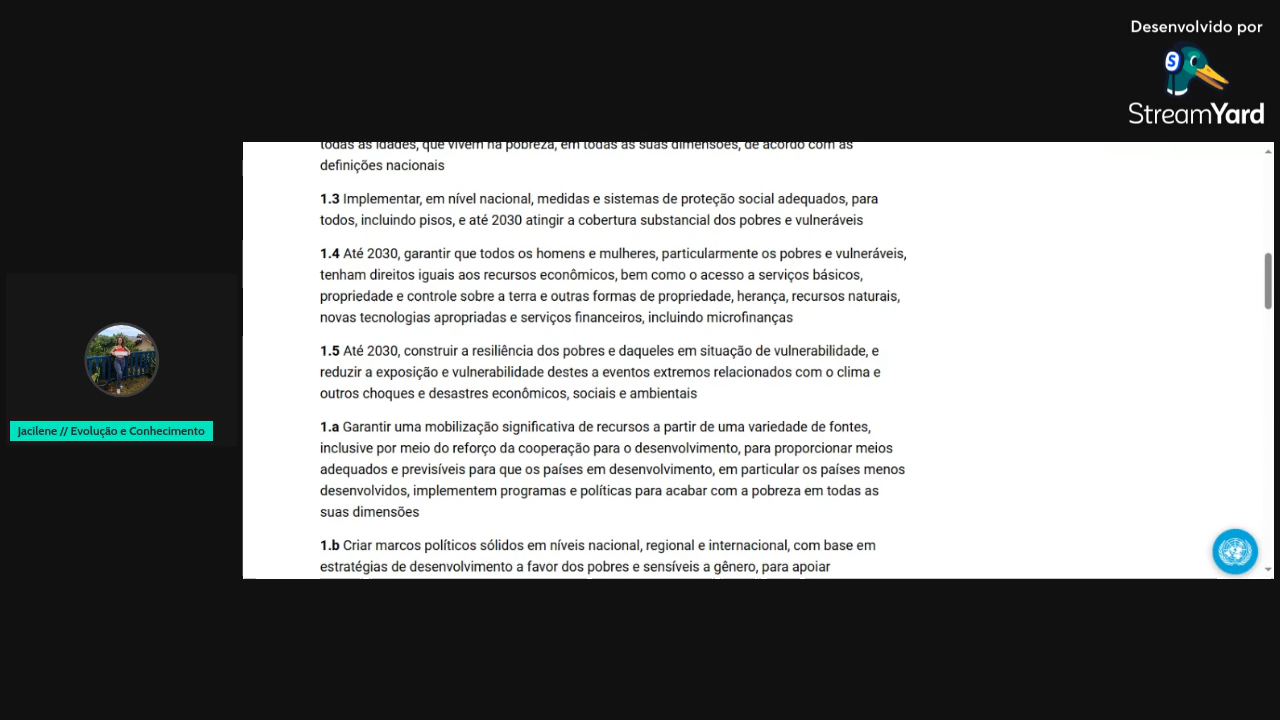 Desenvolvido por
S
StreamYard
todas as idades, que vivem na pobreza, em todas as suas dimensões, de acordo com as
definições nacionais
1.3 Implementar, em nível nacional, medidas e sistemas de proteção social adequados, para
todos, incluindo pisos, e até 2030 atingir a cobertura substancial dos pobres e vulneráveis
1.4 Até 2030, garantir que todos os homens e mulheres, particularmente os pobres e vulneráveis,
tenham direitos iguais aos recursos econômicos, bem como o acesso a serviços básicos,
propriedade e controle sobre a terra e outras formas de propriedade, herança, recursos naturais,
novas tecnologias apropriadas e serviços financeiros, incluindo microfinanças
1.5 Até 2030, construir a resiliência dos pobres e daqueles em situação de vulnerabilidade, e
reduzir a exposição e vulnerabilidade destes a eventos extremos relacionados com o clima e
outros choques e desastres econômicos, sociais e ambientais
1.a Garantir uma mobilização significativa de recursos a partir de uma variedade de fontes,
inclusive por meio do reforço da cooperação para o desenvolvimento, para proporcionar meios
adequados e previsíveis para que os países em desenvolvimento, em particular os países menos
desenvolvidos, implementem programas e políticas para acabar com a pobreza em todas as
suas dimensões
1.b Criar marcos políticos sólidos em níveis nacional, regional e internacional, com base em
estratégias de desenvolvimento a favor dos pobres e sensíveis a gênero, para apoiar
Jacilene // Evolução e Conhecimento